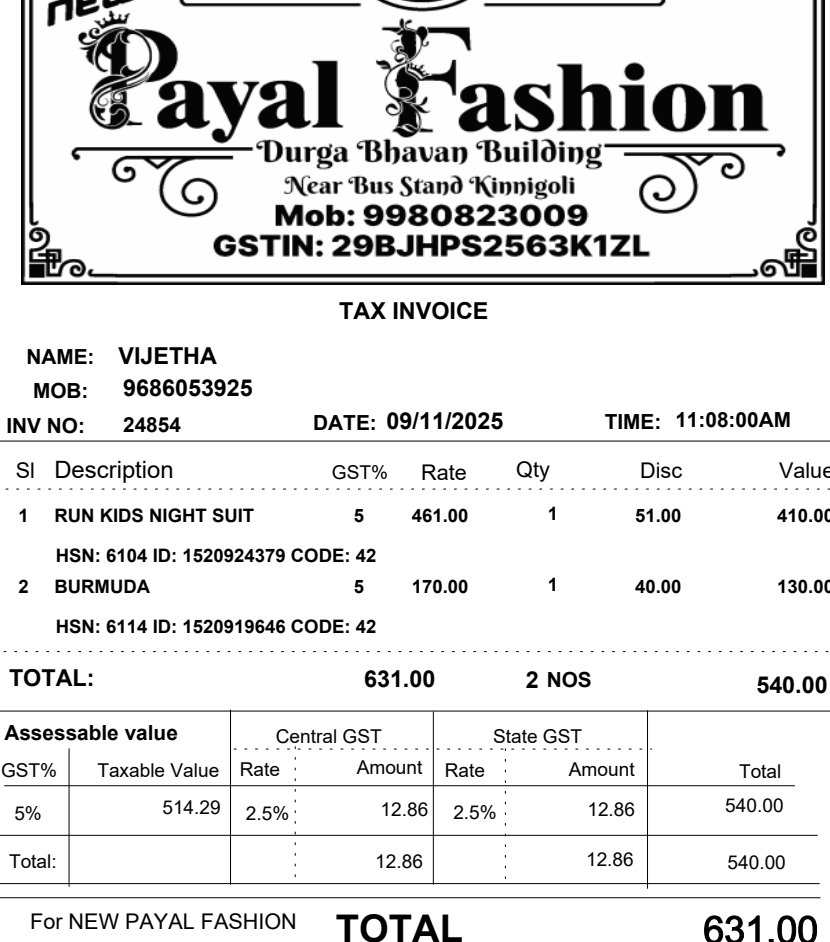 new
Payal Fashion
Durga Bhavan Building
Near Bus Stand Kinnigoli
Mob: 9980823009
GSTIN: 29BJHPS2563K1ZL
TAX INVOICE
NAME: VIJETHA
MOB: 9686053925
INV NO: 24854 DATE: 09/11/2025 TIME: 11:08:00AM
Sl Description GST% Rate Qty Disc Value
1 RUN KIDS NIGHT SUIT 5 461.00 1 51.00 410.00
HSN: 6104 ID: 1520924379 CODE: 42
2 BURMUDA 5 170.00 1 40.00 130.00
HSN: 6114 ID: 1520919646 CODE: 42
TOTAL: 631.00 2 NOS 540.00
Assessable value Central GST State GST
GST% Taxable Value Rate Amount Rate Amount Total
5% 514.29 2.5% 12.86 2.5% 12.86 540.00
Total: 12.86 12.86 540.00
For NEW PAYAL FASHION TOTAL 631.00